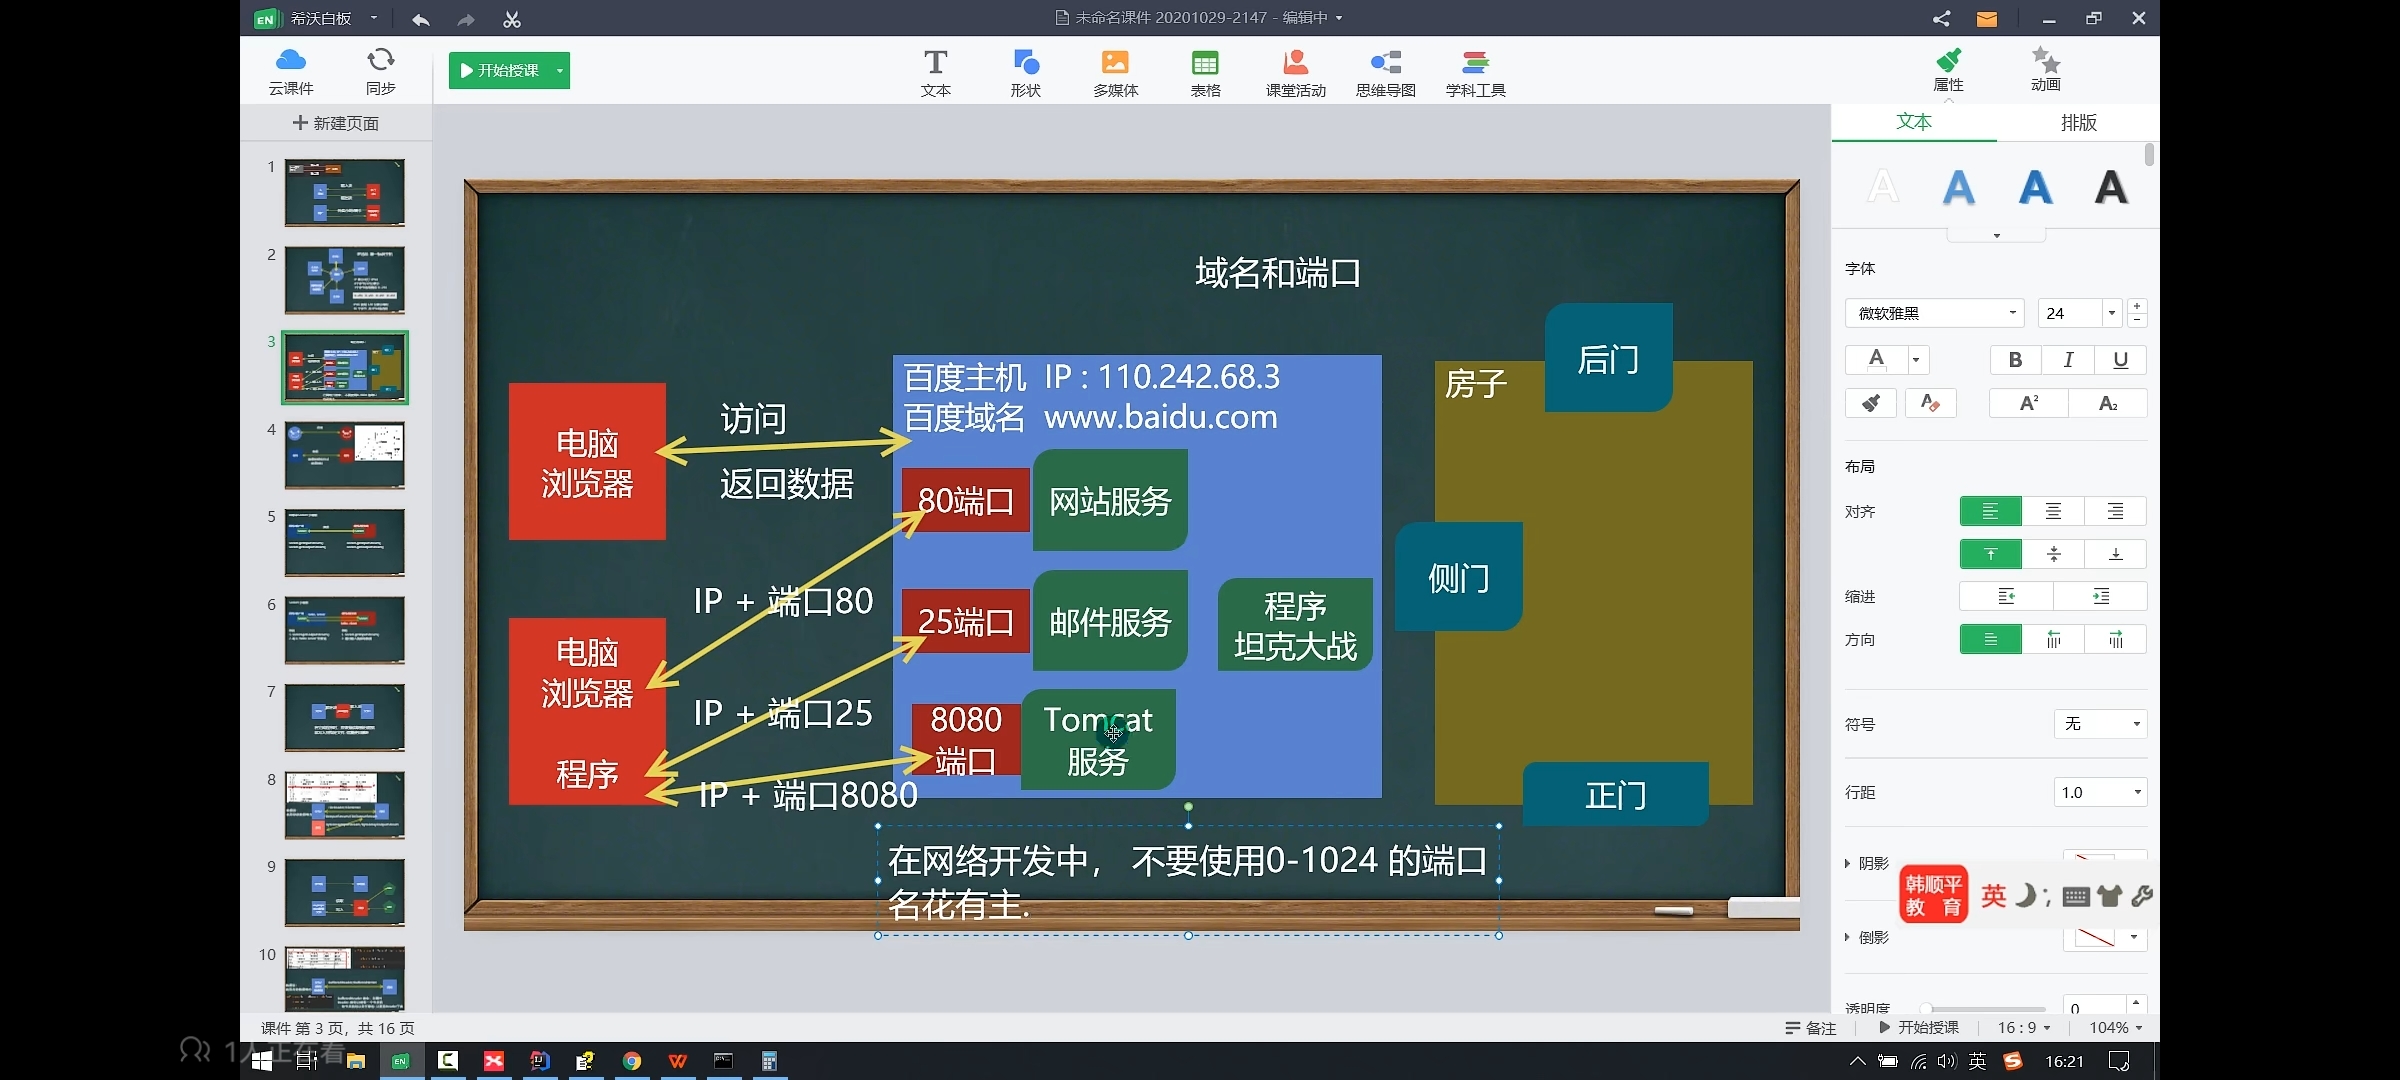 希沃白板
未命名课件 20201029-2147 - 编辑中
云课件
同步
开始授课
文本
形状
多媒体
表格
课堂活动
思维导图
学科工具
属性
动画
新建页面
1
2
3
4
5
6
7
8
9
10
域名和端口
电脑
浏览器
访问
返回数据
百度主机 IP : 110.242.68.3
百度域名 www.baidu.com
80端口
网站服务
25端口
邮件服务
程序
坦克大战
8080
端口
Tomcat
服务
电脑
浏览器
程序
IP + 端口80
IP + 端口25
IP + 端口8080
房子
后门
侧门
正门
在网络开发中， 不要使用0-1024 的端口
名花有主.
文本
排版
A A A A
字体
微软雅黑
24
A
B I U
A² A₂
布局
对齐
缩进
方向
符号
无
行距
1.0
阴影
倒影
透明度
0
韩顺平
教 育
英
课件 第 3 页，共 16 页
备注
开始授课
16 : 9
104%
1人正在看
英
16:21